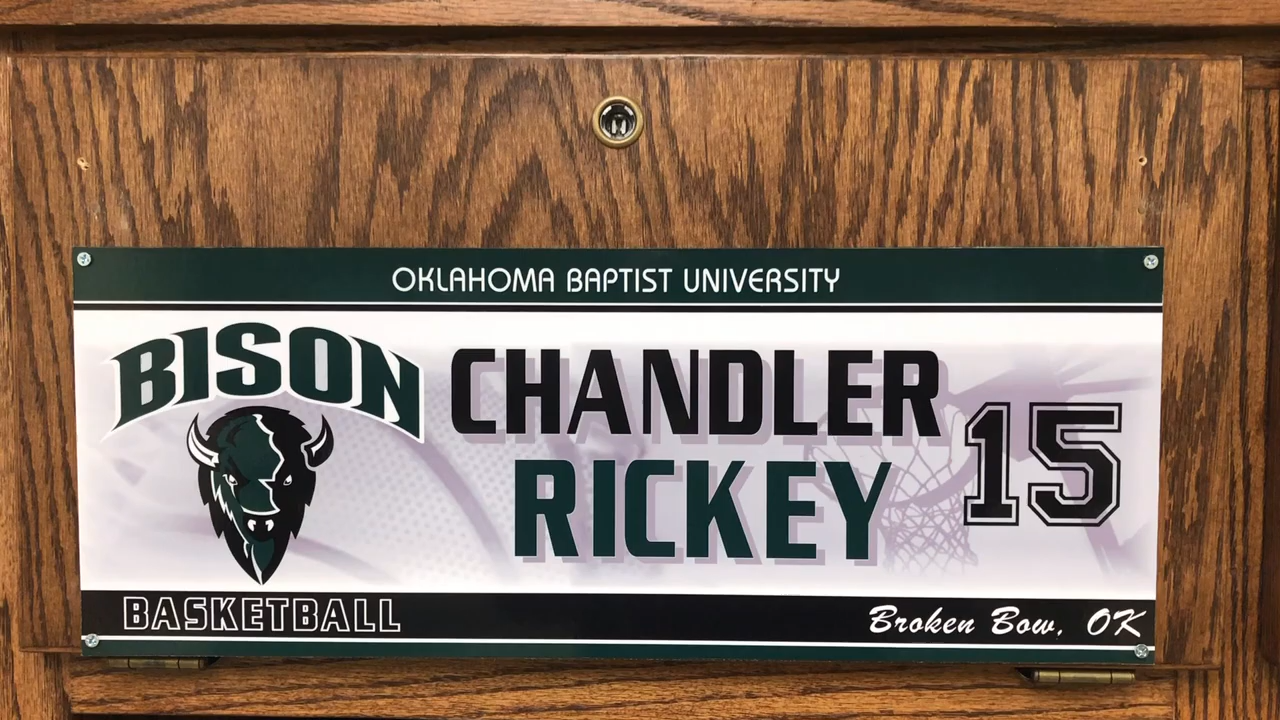 OKLAHOMA BAPTIST UNIVERSITY
BISON
CHANDLER
RICKEY
15
BASKETBALL
Broken Bow, OK